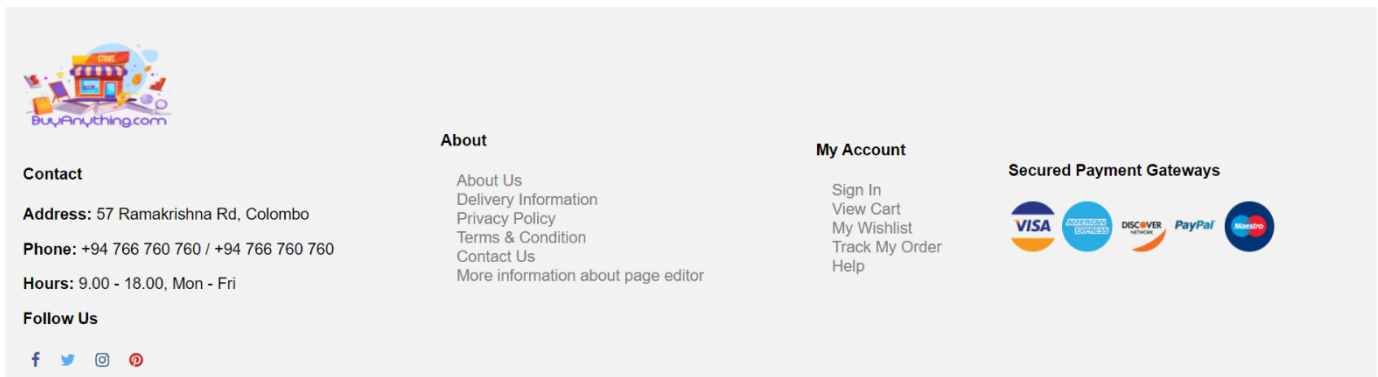 STORE
BuyAnything.com
Contact
Address: 57 Ramakrishna Rd, Colombo
Phone: +94 766 760 760 / +94 766 760 760
Hours: 9.00 - 18.00, Mon - Fri
Follow Us
About
About Us
Delivery Information
Privacy Policy
Terms & Condition
Contact Us
More information about page editor
My Account
Sign In
View Cart
My Wishlist
Track My Order
Help
Secured Payment Gateways
VISA
AMERICAN
EXPRESS
DISCOVER
NETWORK
PayPal
Maestro